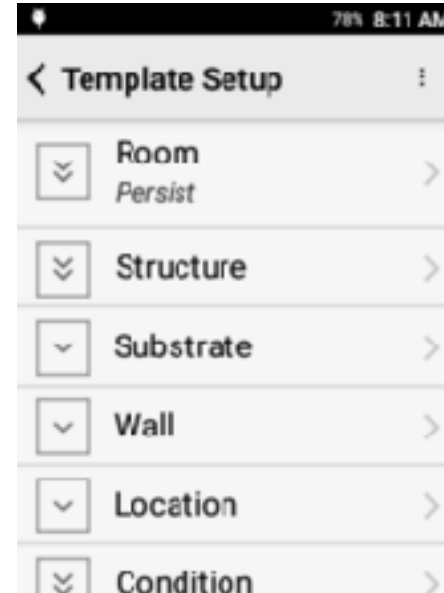 78% 8:11 AM
Template Setup
Room
Persist
Structure
Substrate
Wall
Location
Condition